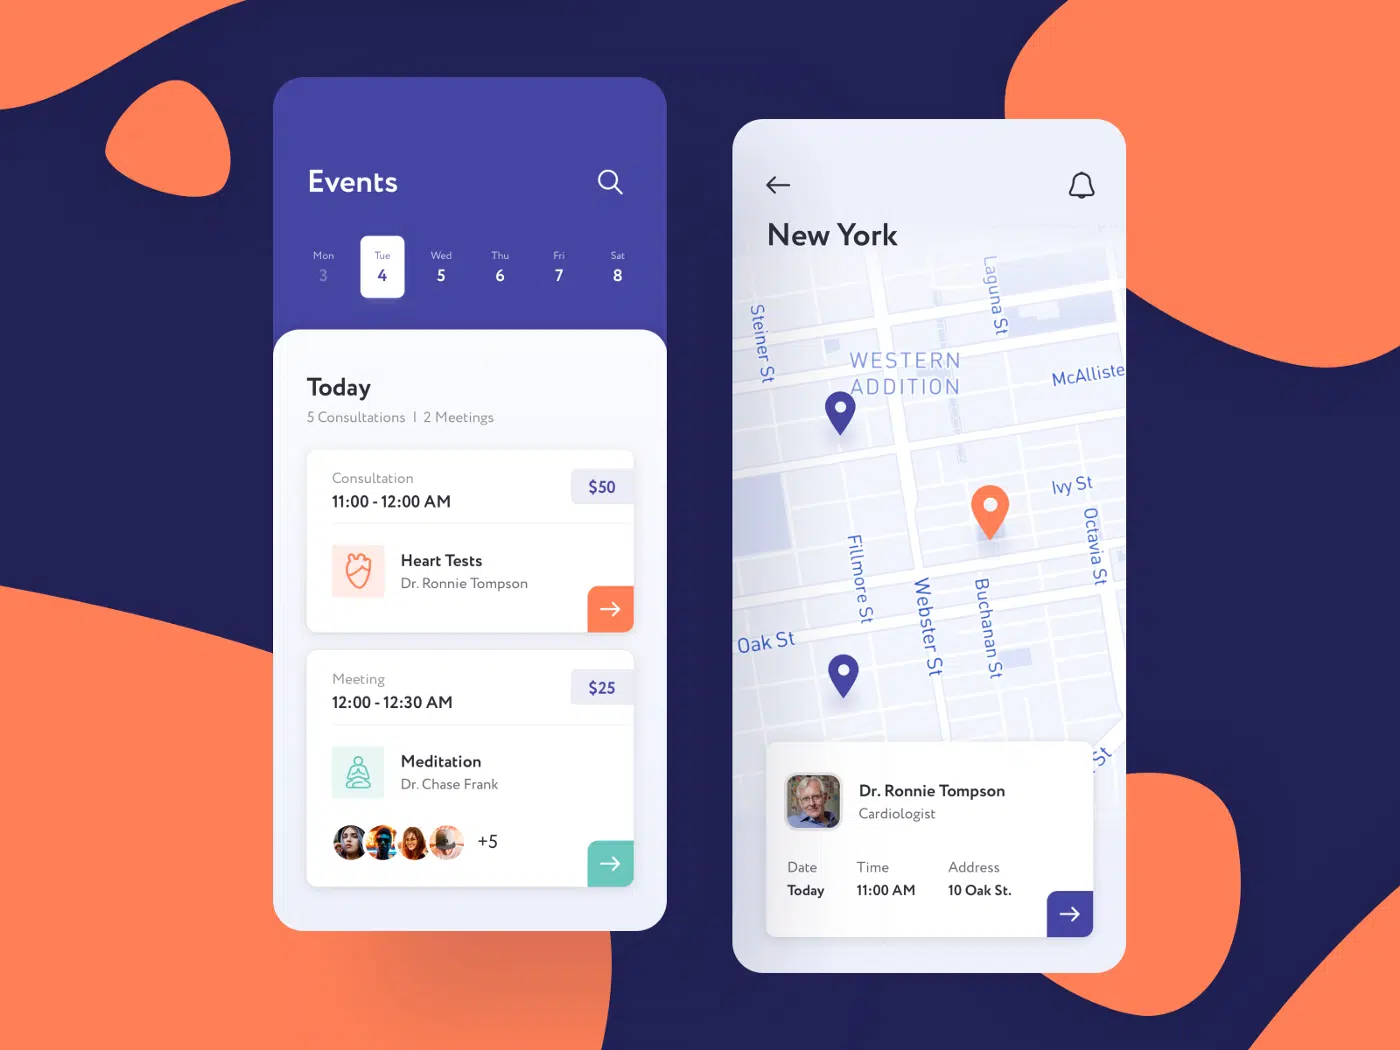 Events
Mon
3
Tue
4
Wed
5
Thu
6
Fri
7
Sat
8
Today
5 Consultations | 2 Meetings
Consultation
11:00 - 12:00 AM
$50
Heart Tests
Dr. Ronnie Tompson
Meeting
12:00 - 12:30 AM
$25
Meditation
Dr. Chase Frank
+5
New York
Laguna St
Steiner St
WESTERN
ADDITION
McAlliste
Ivy St
Octavia St
Fillmore St
Webster St
Buchanan St
Oak St
St
Dr. Ronnie Tompson
Cardiologist
Date
Time
Address
Today
11:00 AM
10 Oak St.